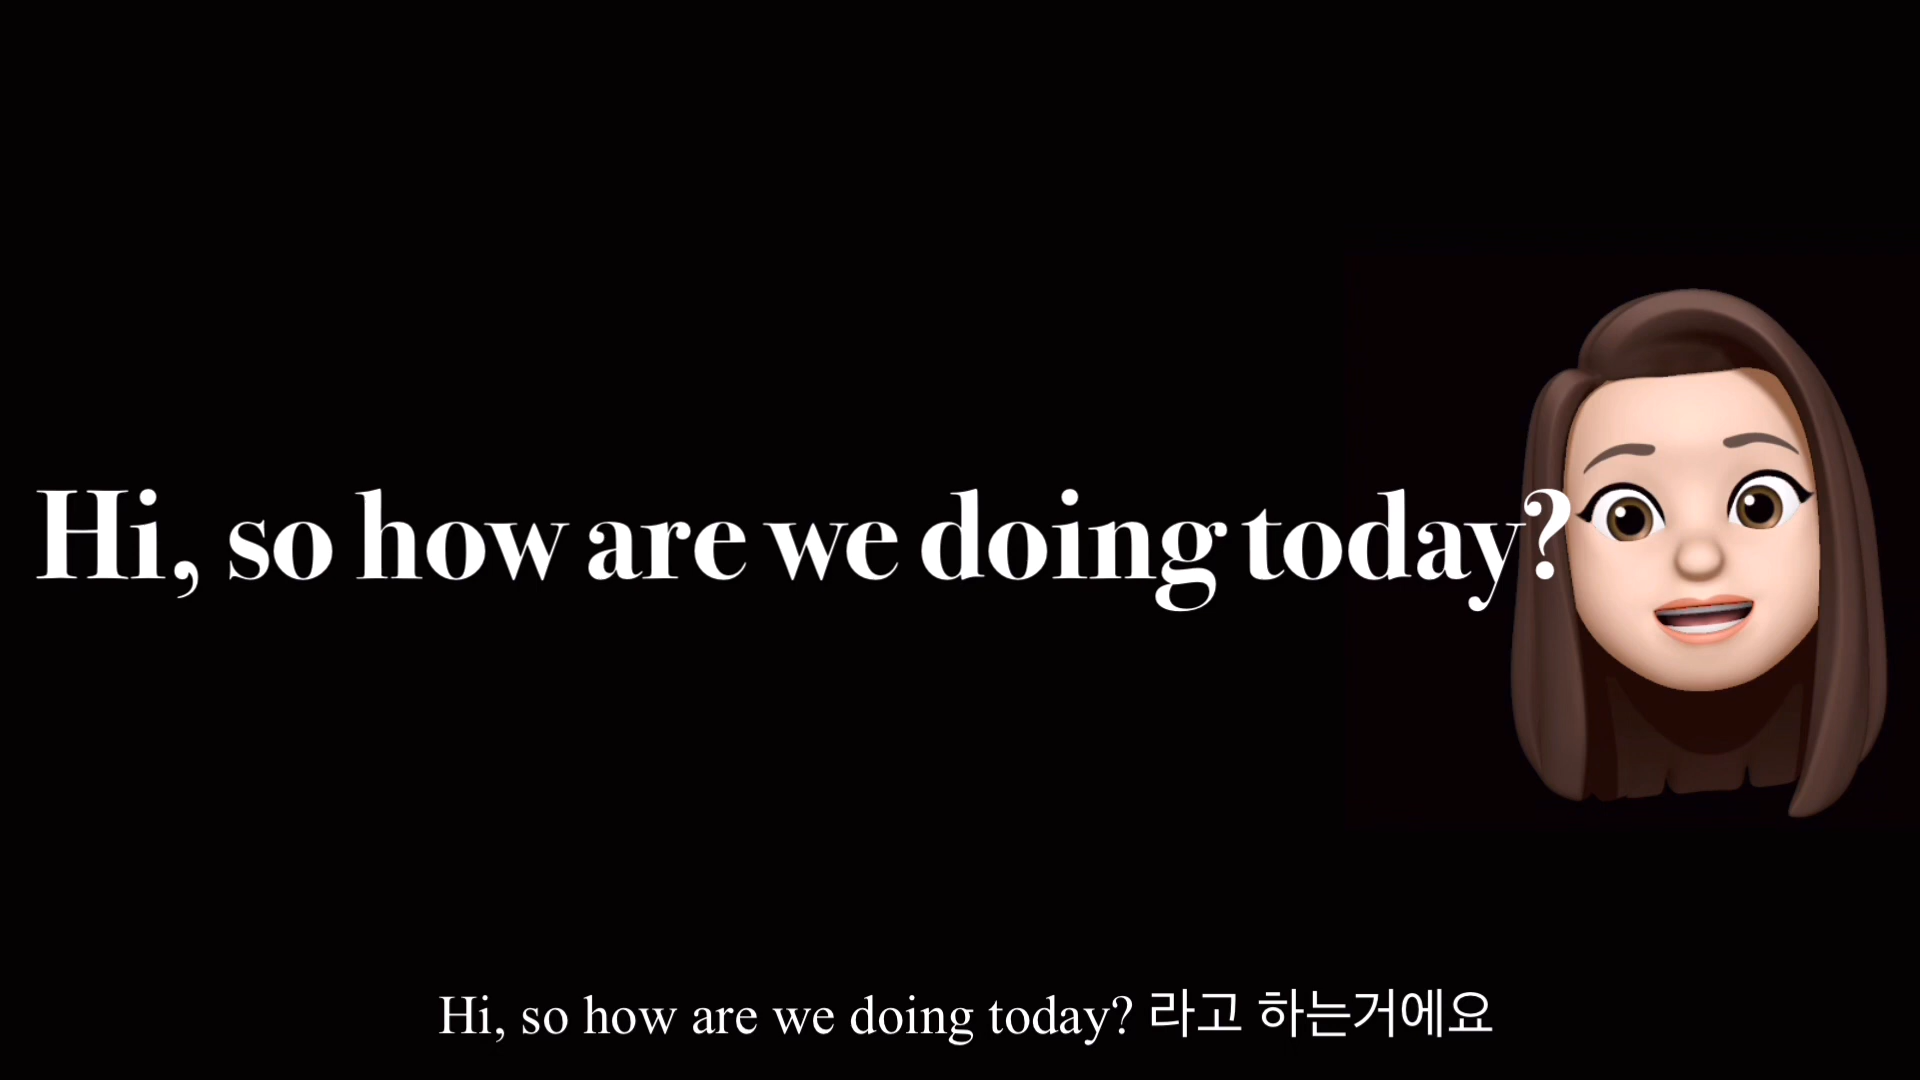 Hi, so how are we doing today?
Hi, so how are we doing today? 라고 하는거예요